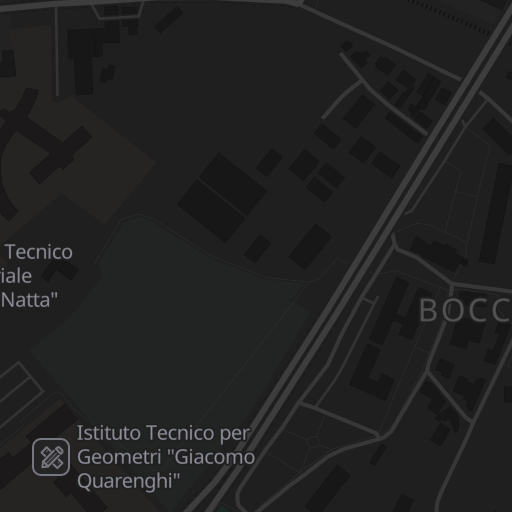 Tecnico
iale
Natta"
BOCC
Istituto Tecnico per
Geometri "Giacomo
Quarenghi"